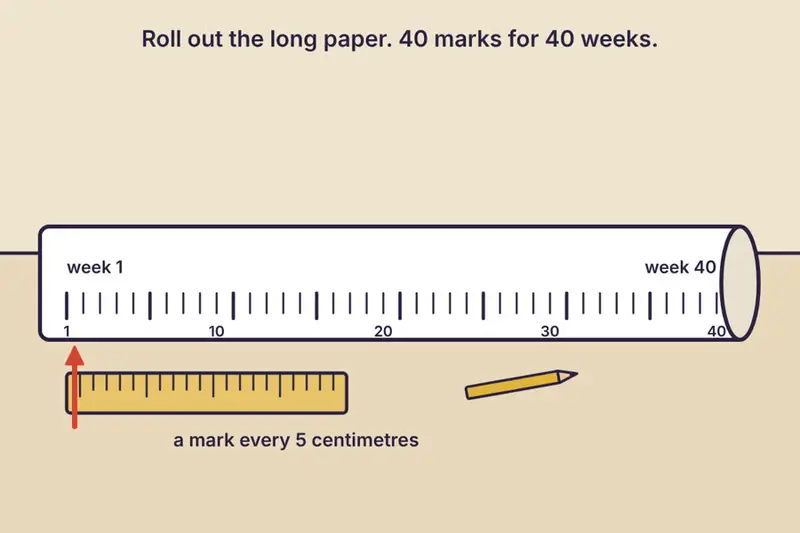 Roll out the long paper. 40 marks for 40 weeks.
week 1 week 40
1 10 20 30 40
a mark every 5 centimetres